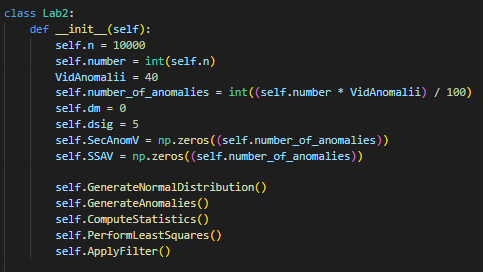 class Lab2:
    def __init__(self):
        self.n = 10000
        self.number = int(self.n)
        VidAnomalii = 40
        self.number_of_anomalies = int((self.number * VidAnomalii) / 100)
        self.dm = 0
        self.dsig = 5
        self.SecAnomV = np.zeros((self.number_of_anomalies))
        self.SSAV = np.zeros((self.number_of_anomalies))

        self.GenerateNormalDistribution()
        self.GenerateAnomalies()
        self.ComputeStatistics()
        self.PerformLeastSquares()
        self.ApplyFilter()